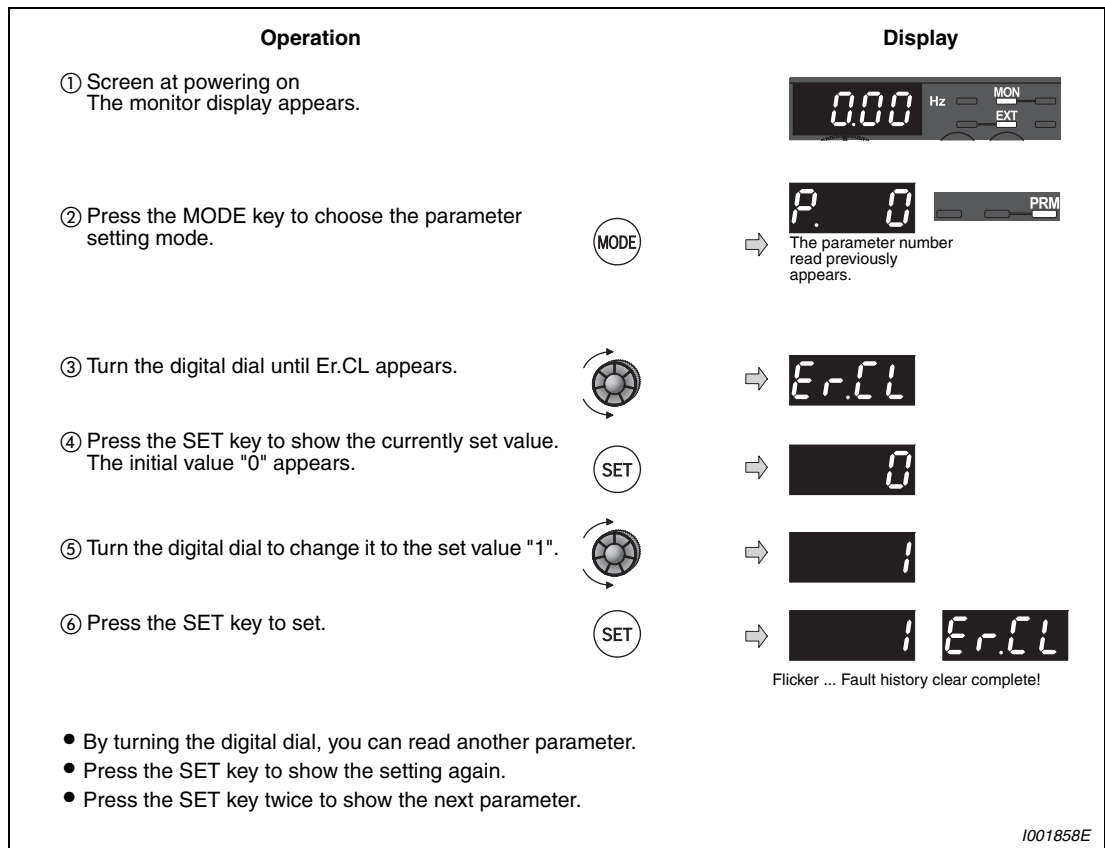 Operation
Display
① Screen at powering on
The monitor display appears.
0.00 Hz MON EXT
② Press the MODE key to choose the parameter
setting mode.
MODE
P. 0 PRM
The parameter number
read previously
appears.
③ Turn the digital dial until Er.CL appears.
Er.CL
④ Press the SET key to show the currently set value.
The initial value "0" appears.
SET
0
⑤ Turn the digital dial to change it to the set value "1".
1
⑥ Press the SET key to set.
SET
1 Er.CL
Flicker ... Fault history clear complete!
• By turning the digital dial, you can read another parameter.
• Press the SET key to show the setting again.
• Press the SET key twice to show the next parameter.
I001858E